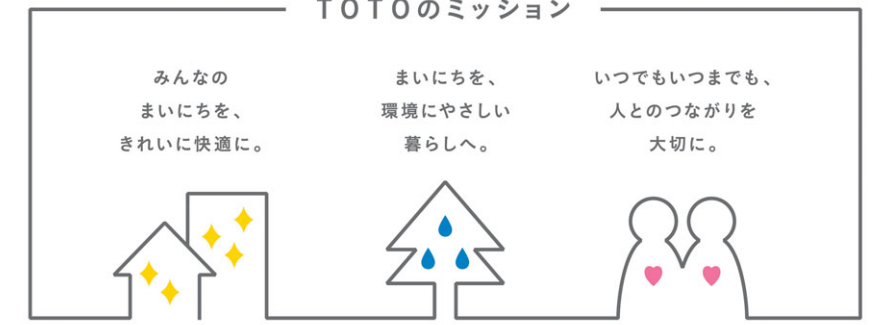 TOTOのミッション
みんなの
まいにちを、
きれいに快適に。
まいにちを、
環境にやさしい
暮らしへ。
いつでもいつまでも、
人とのつながりを
大切に。